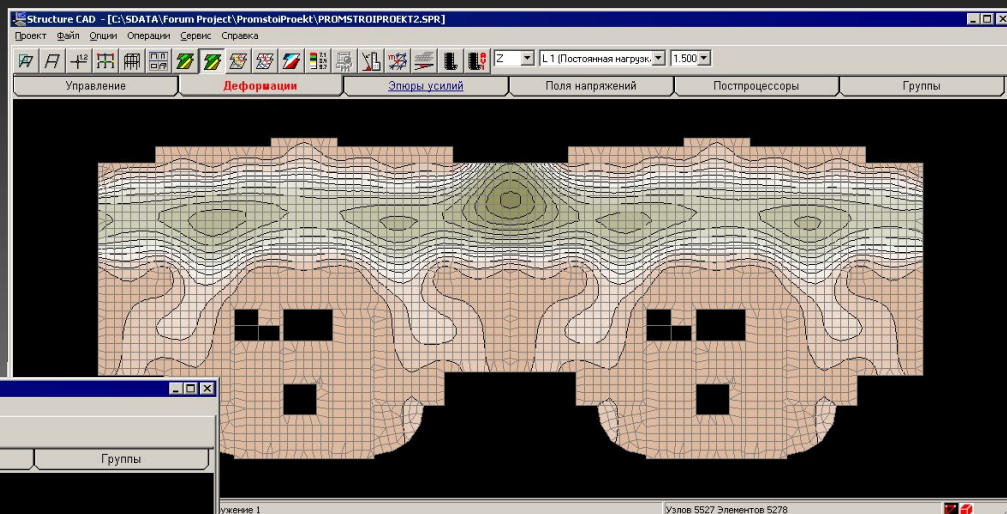 Structure CAD - [C:\SDATA\Forum Project\PromstoiProekt\PROMSTROIPROEKT2.SPR]
Проект Файл Опции Операции Сервис Справка
Z L 1 (Постоянная нагрузк. 1.500
Управление Деформации Эпюры усилий Поля напряжений Постпроцессоры Группы
Группы
ужение 1 Узлов 5527 Элементов 5278